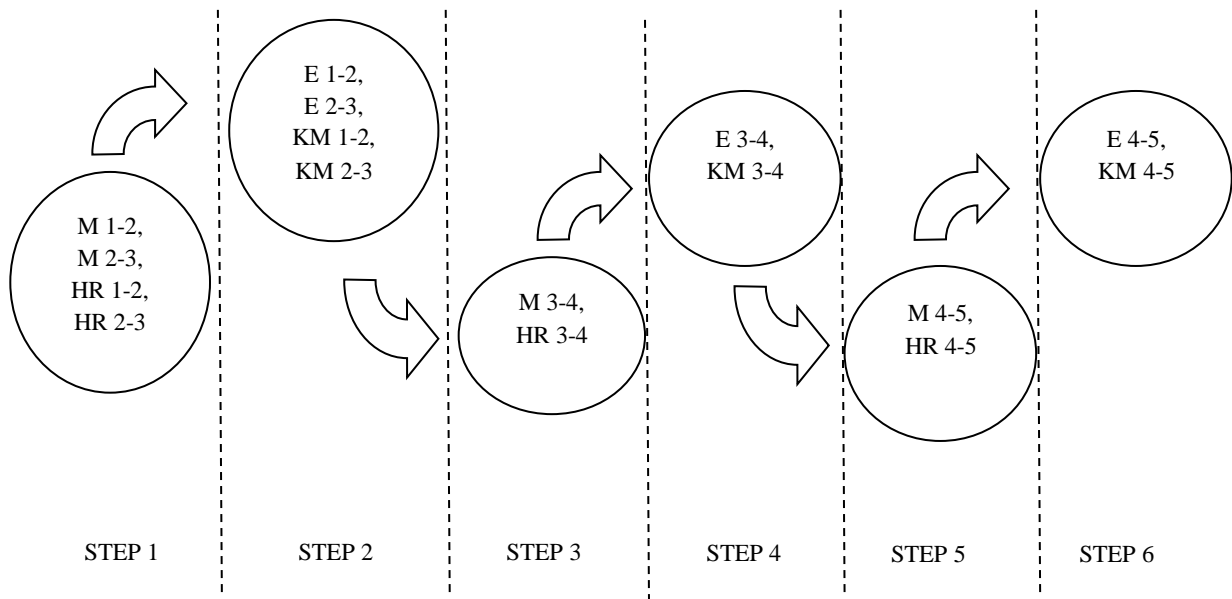 M 1-2,
M 2-3,
HR 1-2,
HR 2-3
E 1-2,
E 2-3,
KM 1-2,
KM 2-3
M 3-4,
HR 3-4
E 3-4,
KM 3-4
M 4-5,
HR 4-5
E 4-5,
KM 4-5
STEP 1
STEP 2
STEP 3
STEP 4
STEP 5
STEP 6